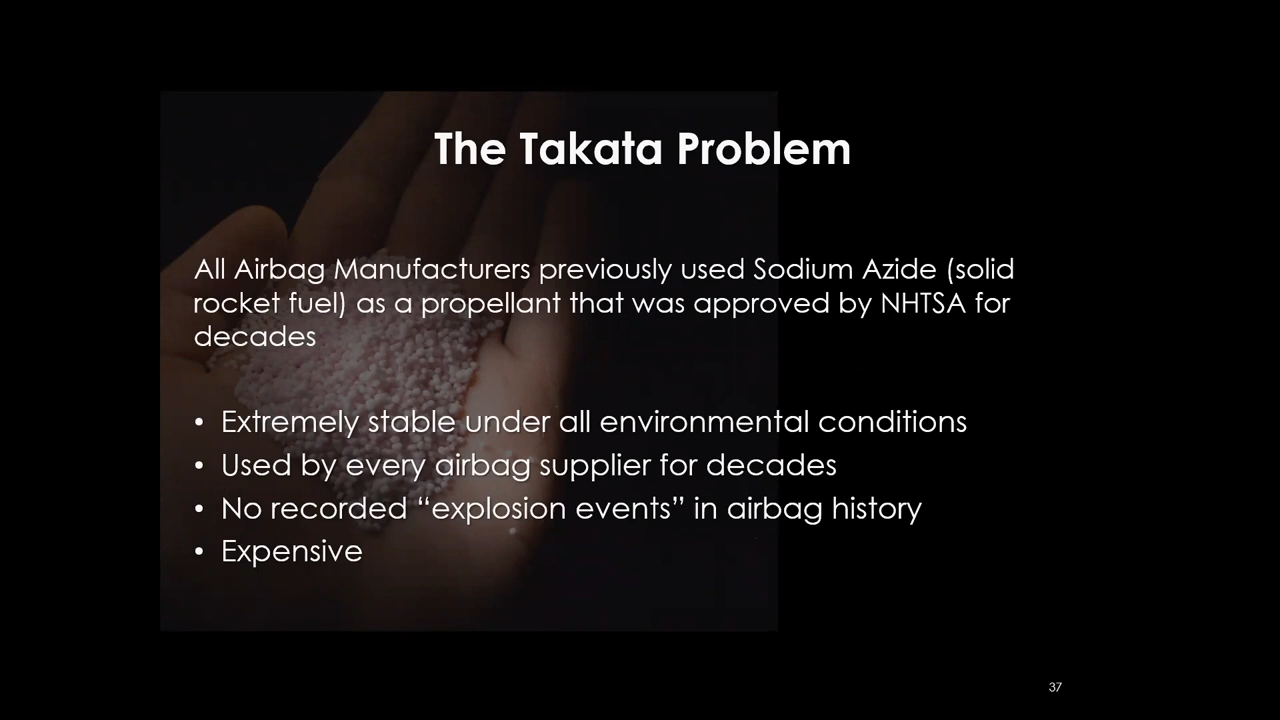 The Takata Problem
All Airbag Manufacturers previously used Sodium Azide (solid
rocket fuel) as a propellant that was approved by NHTSA for
decades
• Extremely stable under all environmental conditions
• Used by every airbag supplier for decades
• No recorded “explosion events” in airbag history
• Expensive
37